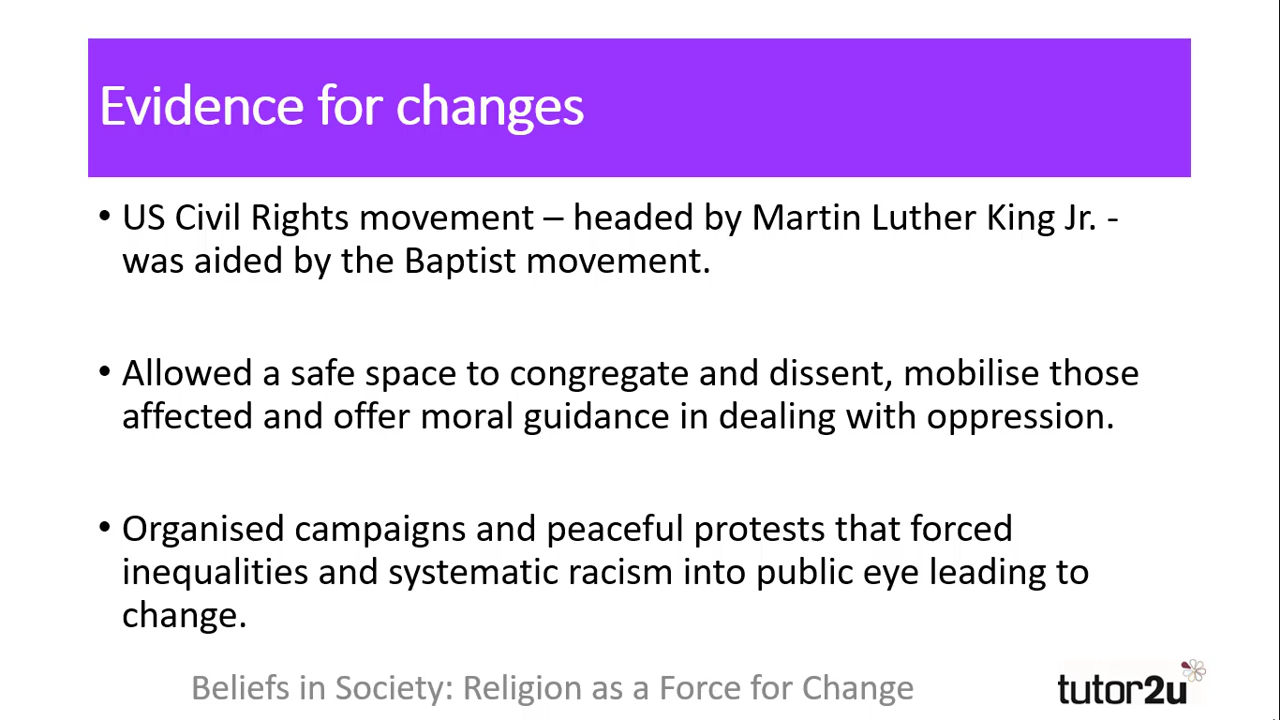 Evidence for changes
• US Civil Rights movement – headed by Martin Luther King Jr. -
was aided by the Baptist movement.
• Allowed a safe space to congregate and dissent, mobilise those
affected and offer moral guidance in dealing with oppression.
• Organised campaigns and peaceful protests that forced
inequalities and systematic racism into public eye leading to
change.
Beliefs in Society: Religion as a Force for Change
tutor2u